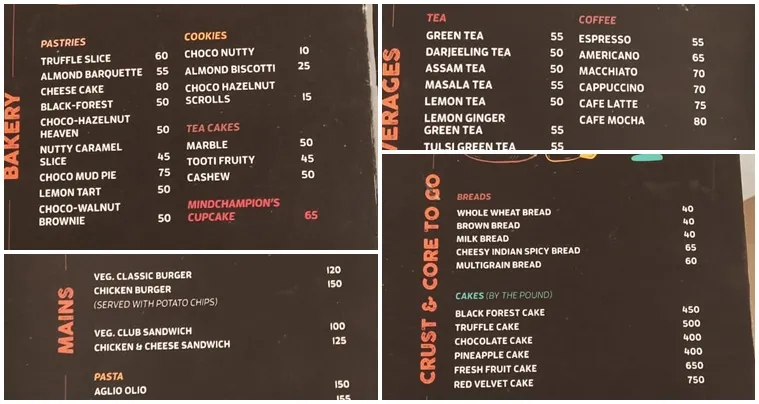 BAKERY
PASTRIES
TRUFFLE SLICE 60
ALMOND BARQUETTE 55
CHEESE CAKE 80
BLACK-FOREST 50
CHOCO-HAZELNUT
HEAVEN 50
NUTTY CARAMEL
SLICE 45
CHOCO MUD PIE 75
LEMON TART 50
CHOCO-WALNUT
BROWNIE 50
COOKIES
CHOCO NUTTY 10
ALMOND BISCOTTI 25
CHOCO HAZELNUT
SCROLLS 15
TEA CAKES
MARBLE 50
TOOTI FRUITY 45
CASHEW 50
MINDCHAMPION'S
CUPCAKE 65
VERAGES
TEA
GREEN TEA 55
DARJEELING TEA 50
ASSAM TEA 50
MASALA TEA 55
LEMON TEA 50
LEMON GINGER
GREEN TEA 55
TULSI GREEN TEA 55
COFFEE
ESPRESSO 55
AMERICANO 65
MACCHIATO 70
CAPPUCCINO 70
CAFE LATTE 75
CAFE MOCHA 80
MAINS
VEG. CLASSIC BURGER 120
CHICKEN BURGER 150
(SERVED WITH POTATO CHIPS)
VEG. CLUB SANDWICH 100
CHICKEN & CHEESE SANDWICH 125
PASTA
AGLIO OLIO 150
155
CRUST & CORE TO GO
BREADS
WHOLE WHEAT BREAD 40
BROWN BREAD 40
MILK BREAD 40
CHEESY INDIAN SPICY BREAD 65
MULTIGRAIN BREAD 60
CAKES (BY THE POUND)
BLACK FOREST CAKE 450
TRUFFLE CAKE 500
CHOCOLATE CAKE 400
PINEAPPLE CAKE 400
FRESH FRUIT CAKE 650
RED VELVET CAKE 750